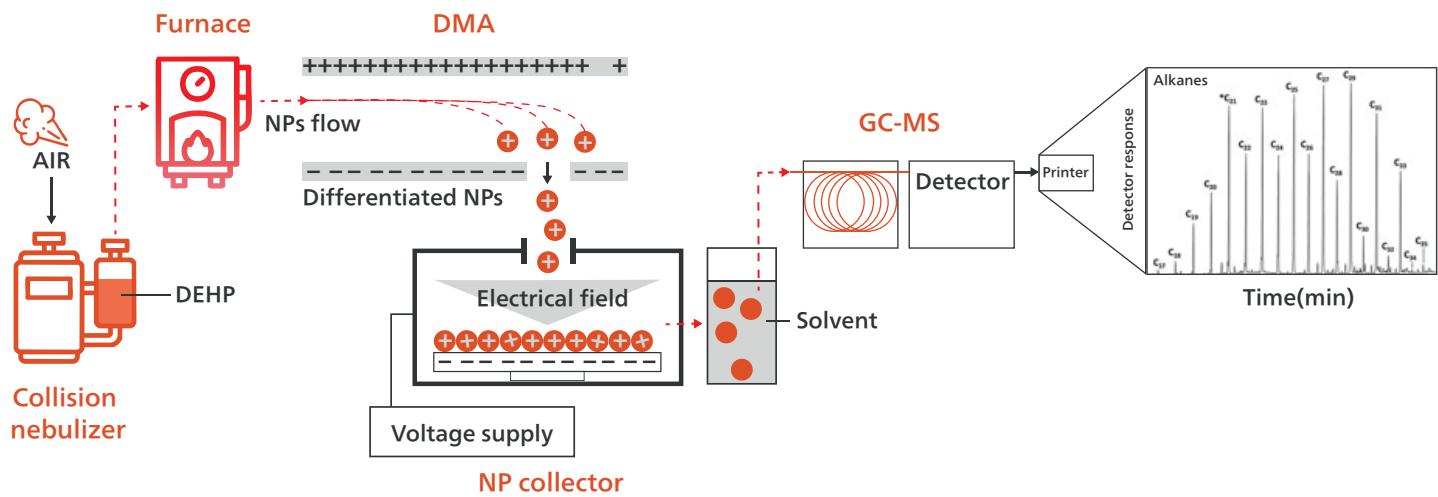 Furnace
DMA
+++++++++++++++++++ +
AIR
NPs flow
Differentiated NPs
DEHP
Collision
nebulizer
Electrical field
Voltage supply
NP collector
Solvent
GC-MS
Detector
Printer
Alkanes
Detector response
C17
C18
C19
C20
*C21
C22
C23
C24
C25
C26
C27
C28
C29
C30
C31
C32
C33
C34
C35
Time(min)